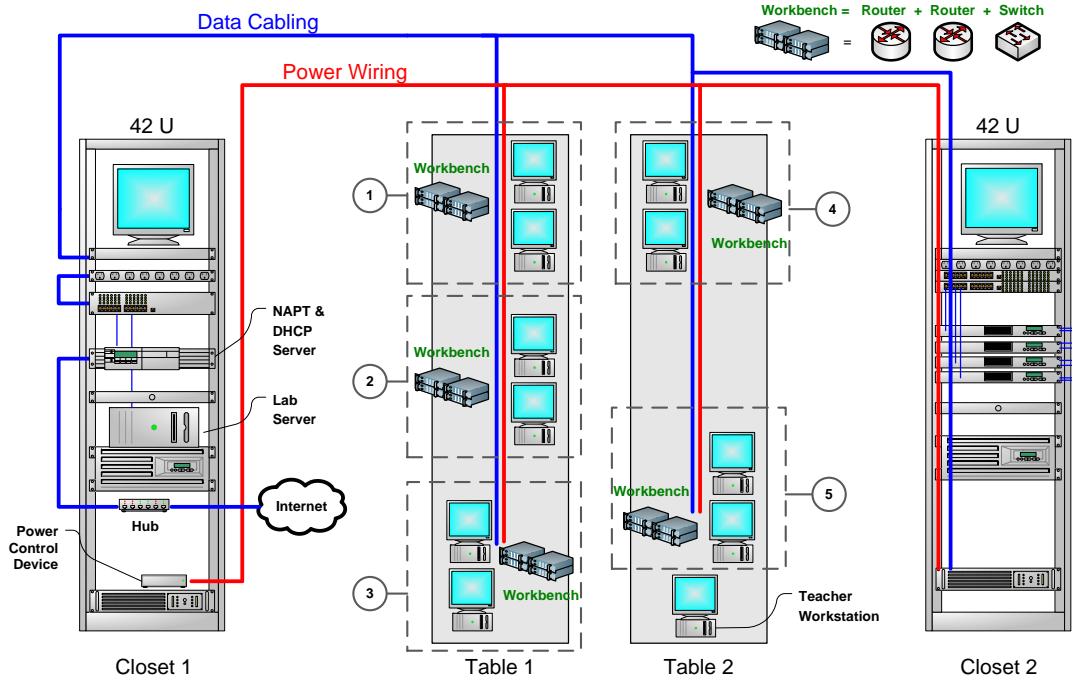 Data Cabling
Workbench = Router + Router + Switch
=
Power Wiring
42 U
42 U
Workbench
1
4
Workbench
NAPT &
DHCP
Server
Workbench
2
Lab
Server
Workbench
5
Internet
Hub
Power
Control
Device
3
Workbench
Teacher
Workstation
Closet 1
Table 1
Table 2
Closet 2